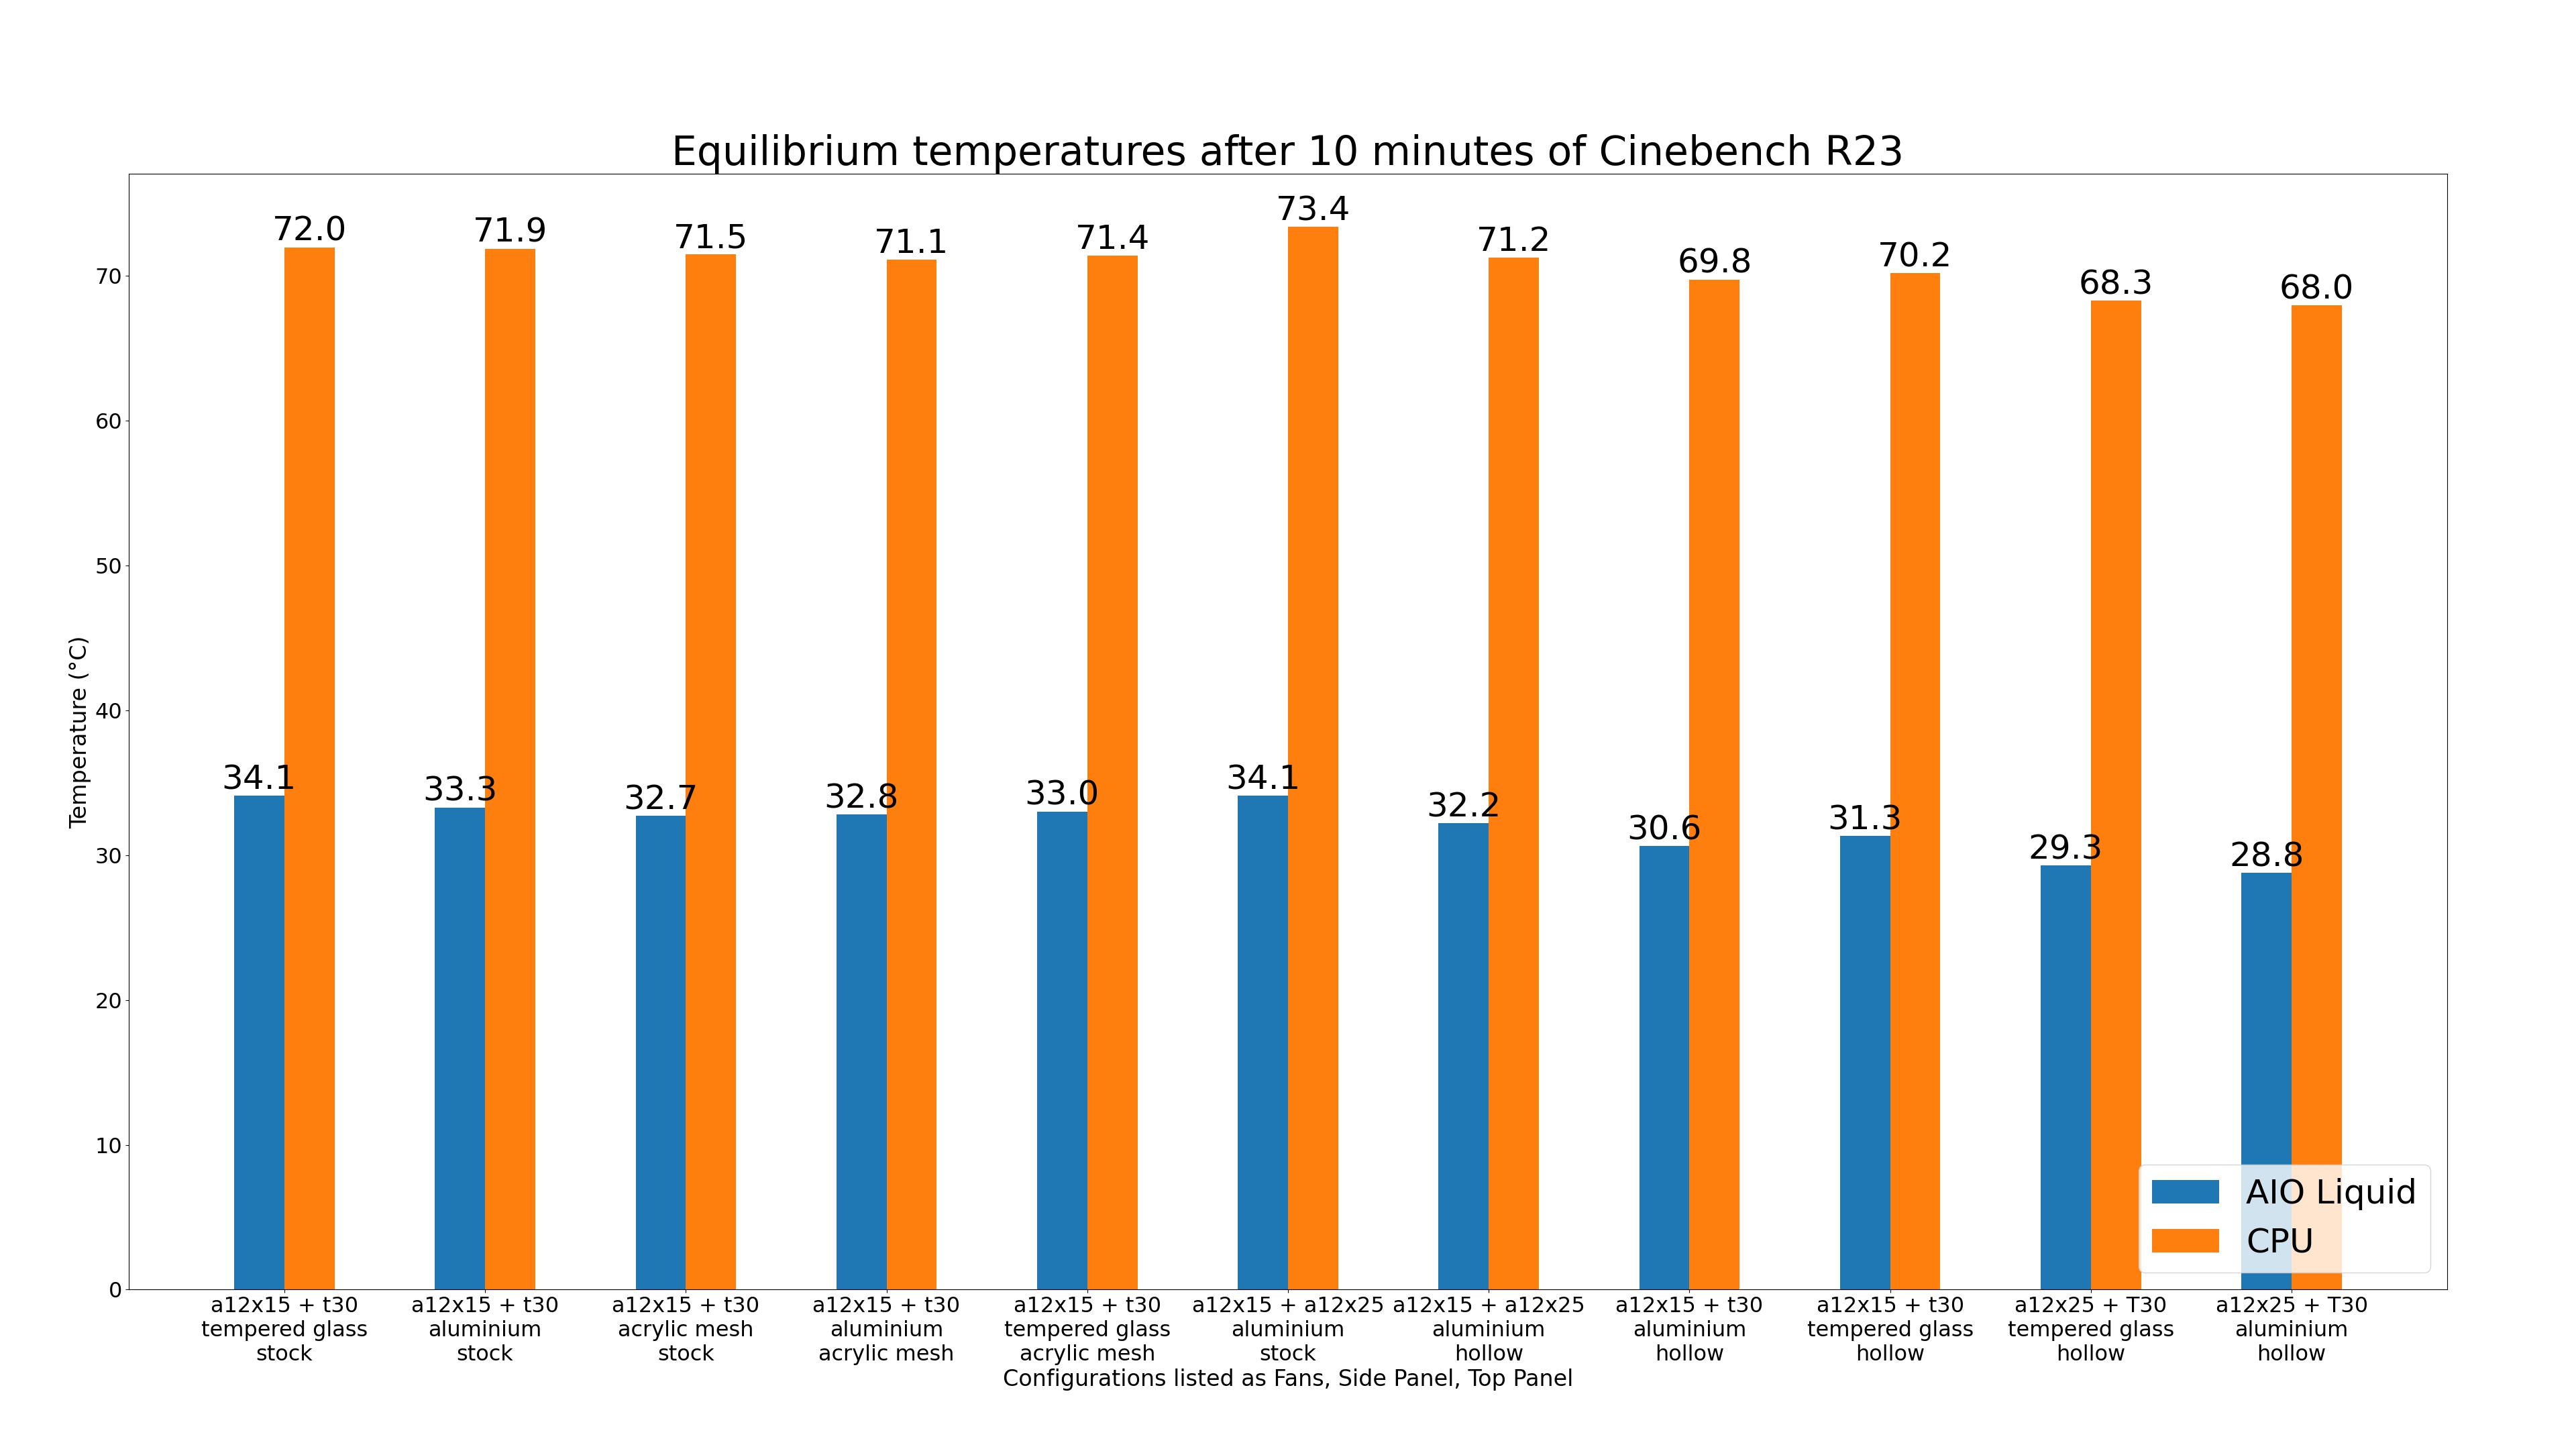 Equilibrium temperatures after 10 minutes of Cinebench R23
Temperature (°C)
70
60
50
40
30
20
10
0
72.0
71.9
71.5
71.1
71.4
73.4
71.2
69.8
70.2
68.3
68.0
34.1
33.3
32.7
32.8
33.0
34.1
32.2
30.6
31.3
29.3
28.8
AIO Liquid
CPU
a12x15 + t30
tempered glass
stock
a12x15 + t30
aluminium
stock
a12x15 + t30
acrylic mesh
stock
a12x15 + t30
aluminium
acrylic mesh
a12x15 + t30
tempered glass
acrylic mesh
a12x15 + a12x25
aluminium
stock
a12x15 + a12x25
aluminium
hollow
a12x15 + t30
aluminium
hollow
a12x15 + t30
tempered glass
hollow
a12x25 + T30
tempered glass
hollow
a12x25 + T30
aluminium
hollow
Configurations listed as Fans, Side Panel, Top Panel